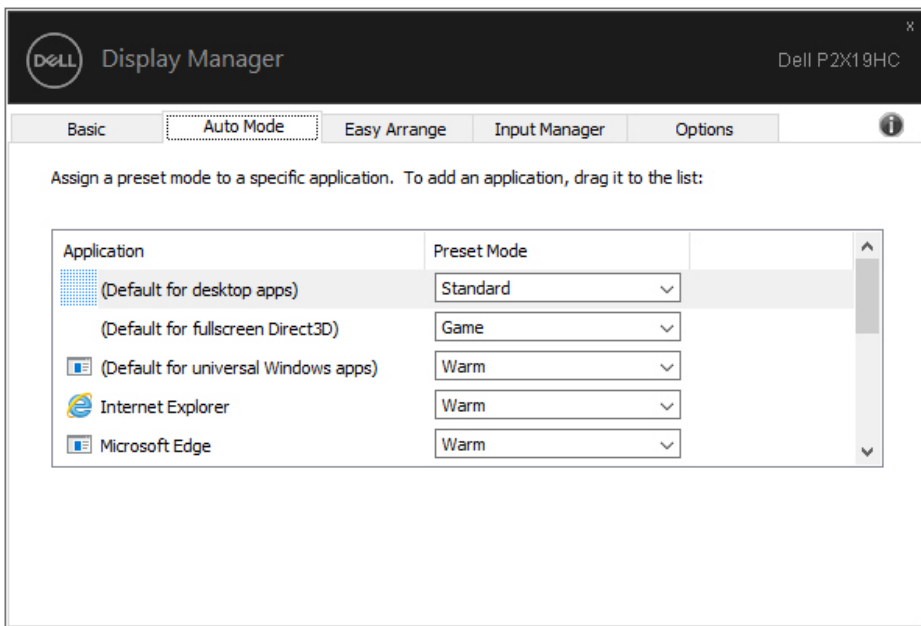 x
DELL Display Manager Dell P2X19HC
Basic Auto Mode Easy Arrange Input Manager Options
Assign a preset mode to a specific application. To add an application, drag it to the list:
Application Preset Mode
(Default for desktop apps) Standard
(Default for fullscreen Direct3D) Game
(Default for universal Windows apps) Warm
Internet Explorer Warm
Microsoft Edge Warm